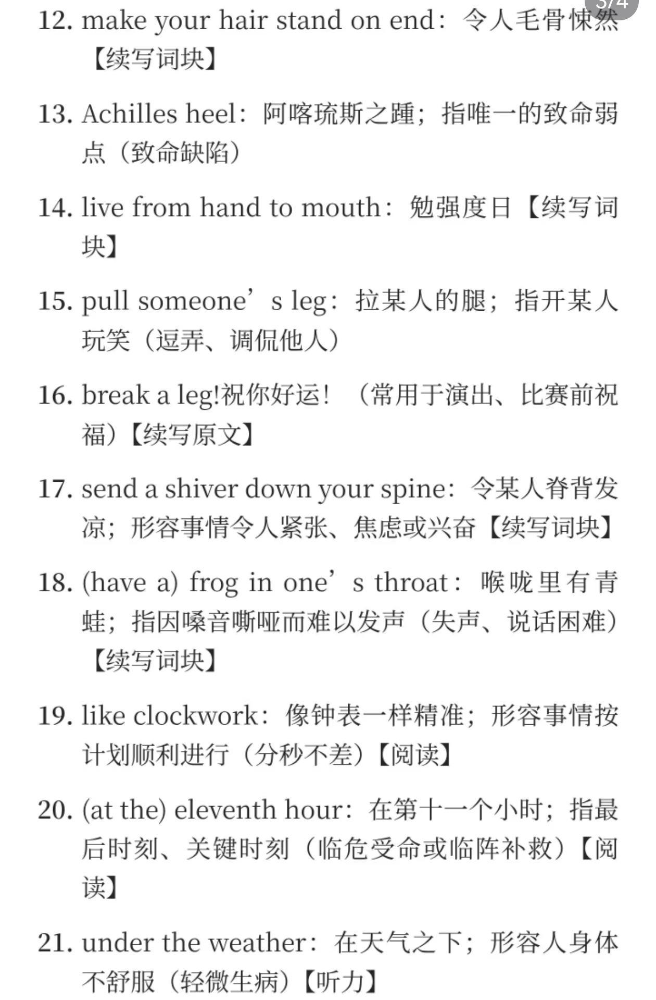 3/4
12. make your hair stand on end：令人毛骨悚然
【续写词块】
13. Achilles heel：阿喀琉斯之踵；指唯一的致命弱
点（致命缺陷）
14. live from hand to mouth：勉强度日【续写词
块】
15. pull someone’s leg：拉某人的腿；指开某人
玩笑（逗弄、调侃他人）
16. break a leg!祝你好运！（常用于演出、比赛前祝
福）【续写原文】
17. send a shiver down your spine：令某人脊背发
凉；形容事情令人紧张、焦虑或兴奋【续写词块】
18. (have a) frog in one’s throat：喉咙里有青
蛙；指因嗓音嘶哑而难以发声（失声、说话困难）
【续写词块】
19. like clockwork：像钟表一样精准；形容事情按
计划顺利进行（分秒不差）【阅读】
20. (at the) eleventh hour：在第十一个小时；指最
后时刻、关键时刻（临危受命或临阵补救）【阅
读】
21. under the weather：在天气之下；形容人身体
不舒服（轻微生病）【听力】